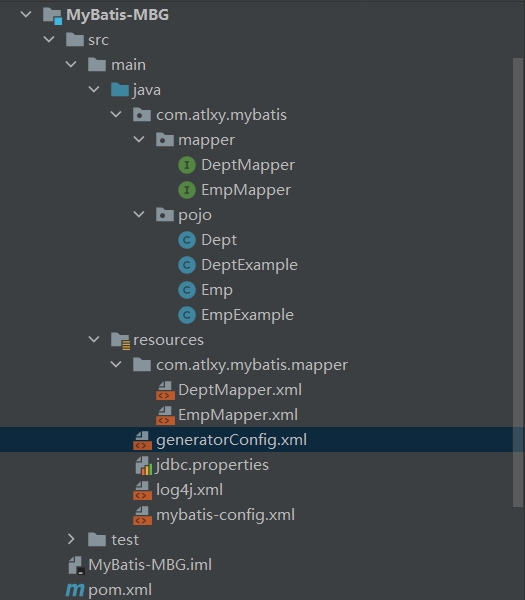 MyBatis-MBG
src
main
java
com.atlxy.mybatis
mapper
DeptMapper
EmpMapper
pojo
Dept
DeptExample
Emp
EmpExample
resources
com.atlxy.mybatis.mapper
DeptMapper.xml
EmpMapper.xml
generatorConfig.xml
jdbc.properties
log4j.xml
mybatis-config.xml
test
MyBatis-MBG.iml
pom.xml